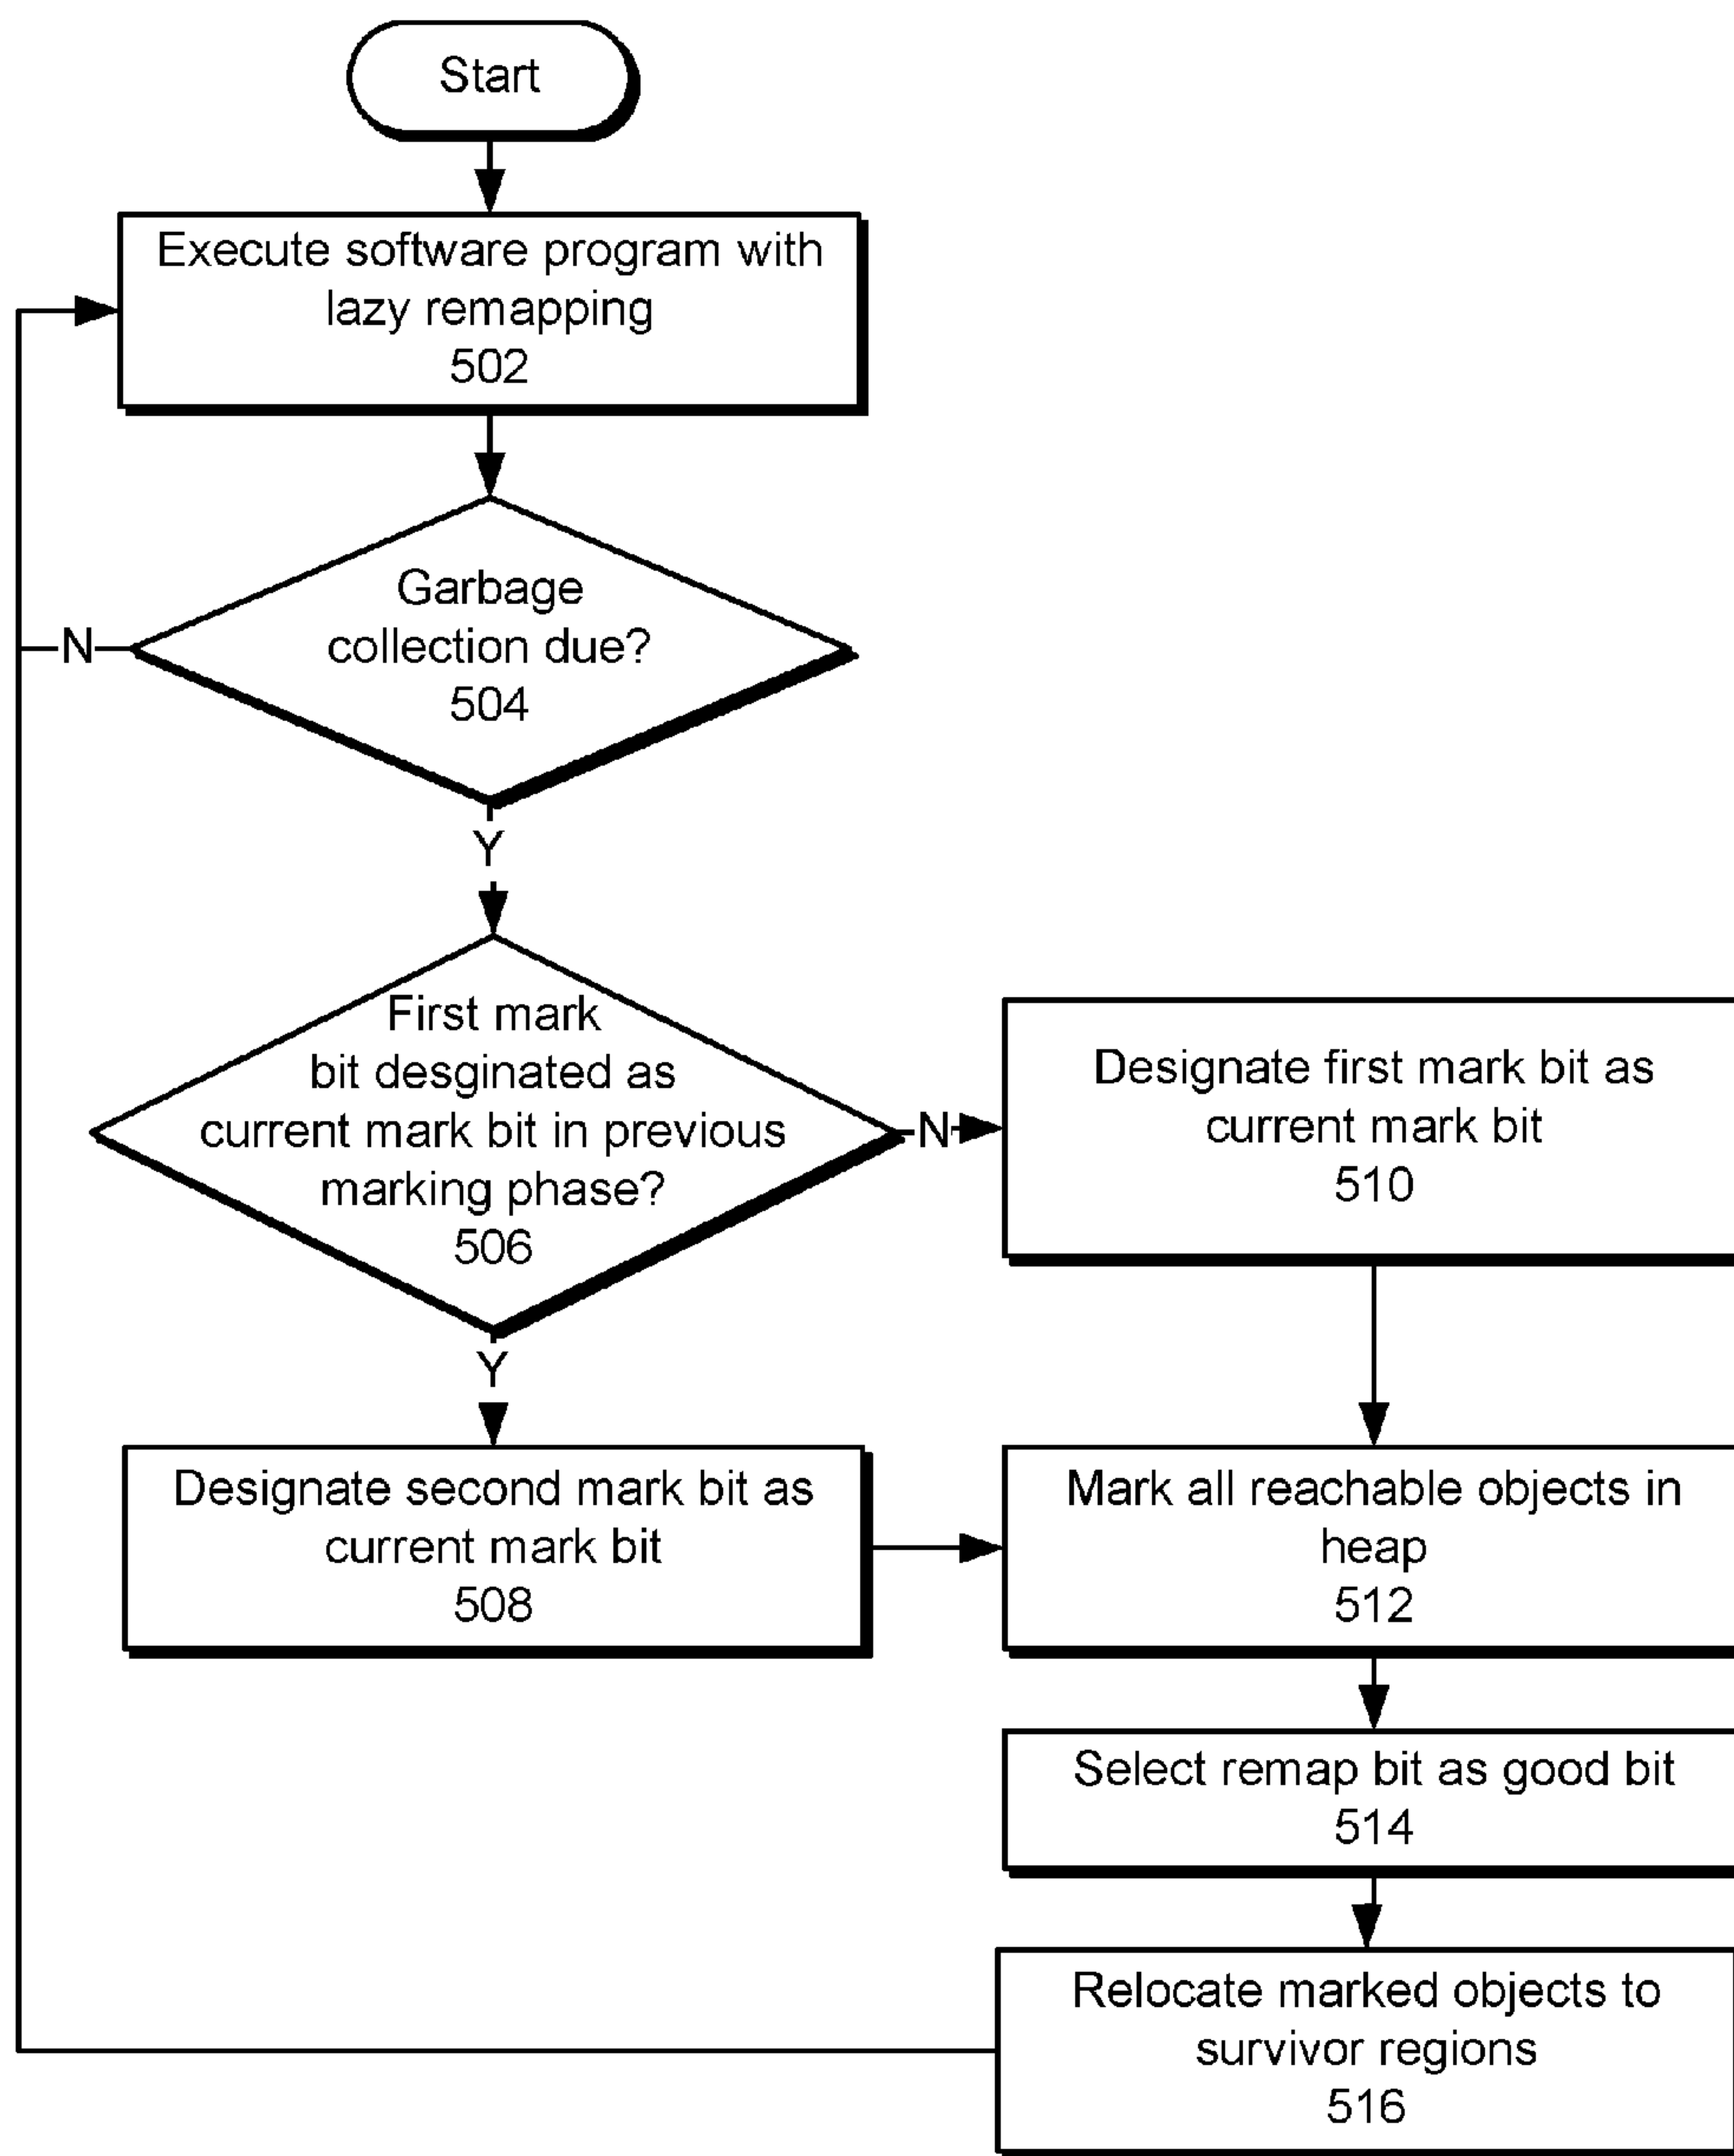 Start
Execute software program with
lazy remapping
502
Garbage
collection due?
504
N
Y
First mark
bit desginated as
current mark bit in previous
marking phase?
506
N
Designate first mark bit as
current mark bit
510
Y
Designate second mark bit as
current mark bit
508
Mark all reachable objects in
heap
512
Select remap bit as good bit
514
Relocate marked objects to
survivor regions
516